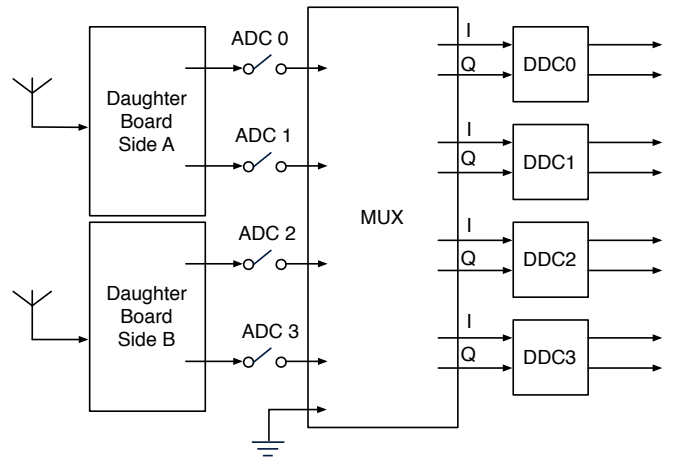 ADC 0
I
Q
DDC0
Daughter
Board
Side A
ADC 1
I
Q
DDC1
MUX
ADC 2
I
Q
DDC2
Daughter
Board
Side B
ADC 3
I
Q
DDC3